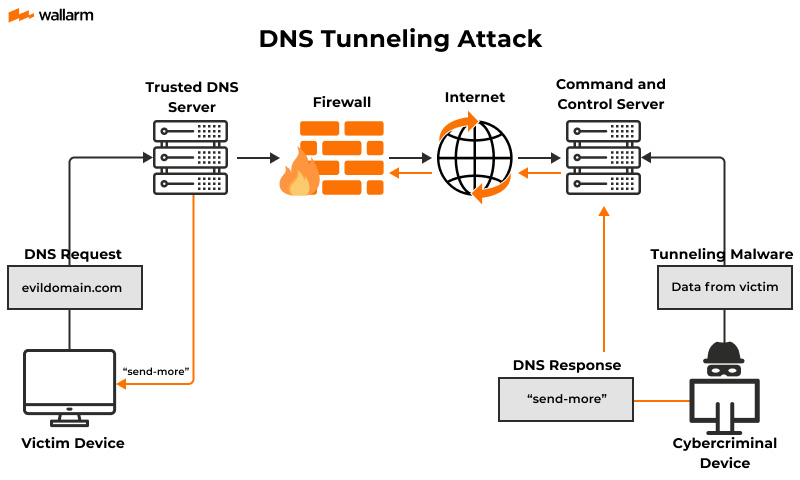 wallarm
DNS Tunneling Attack
Trusted DNS
Server
Firewall
Internet
Command and
Control Server
DNS Request
evildomain.com
"send-more"
Victim Device
Tunneling Malware
Data from victim
DNS Response
"send-more"
Cybercriminal
Device